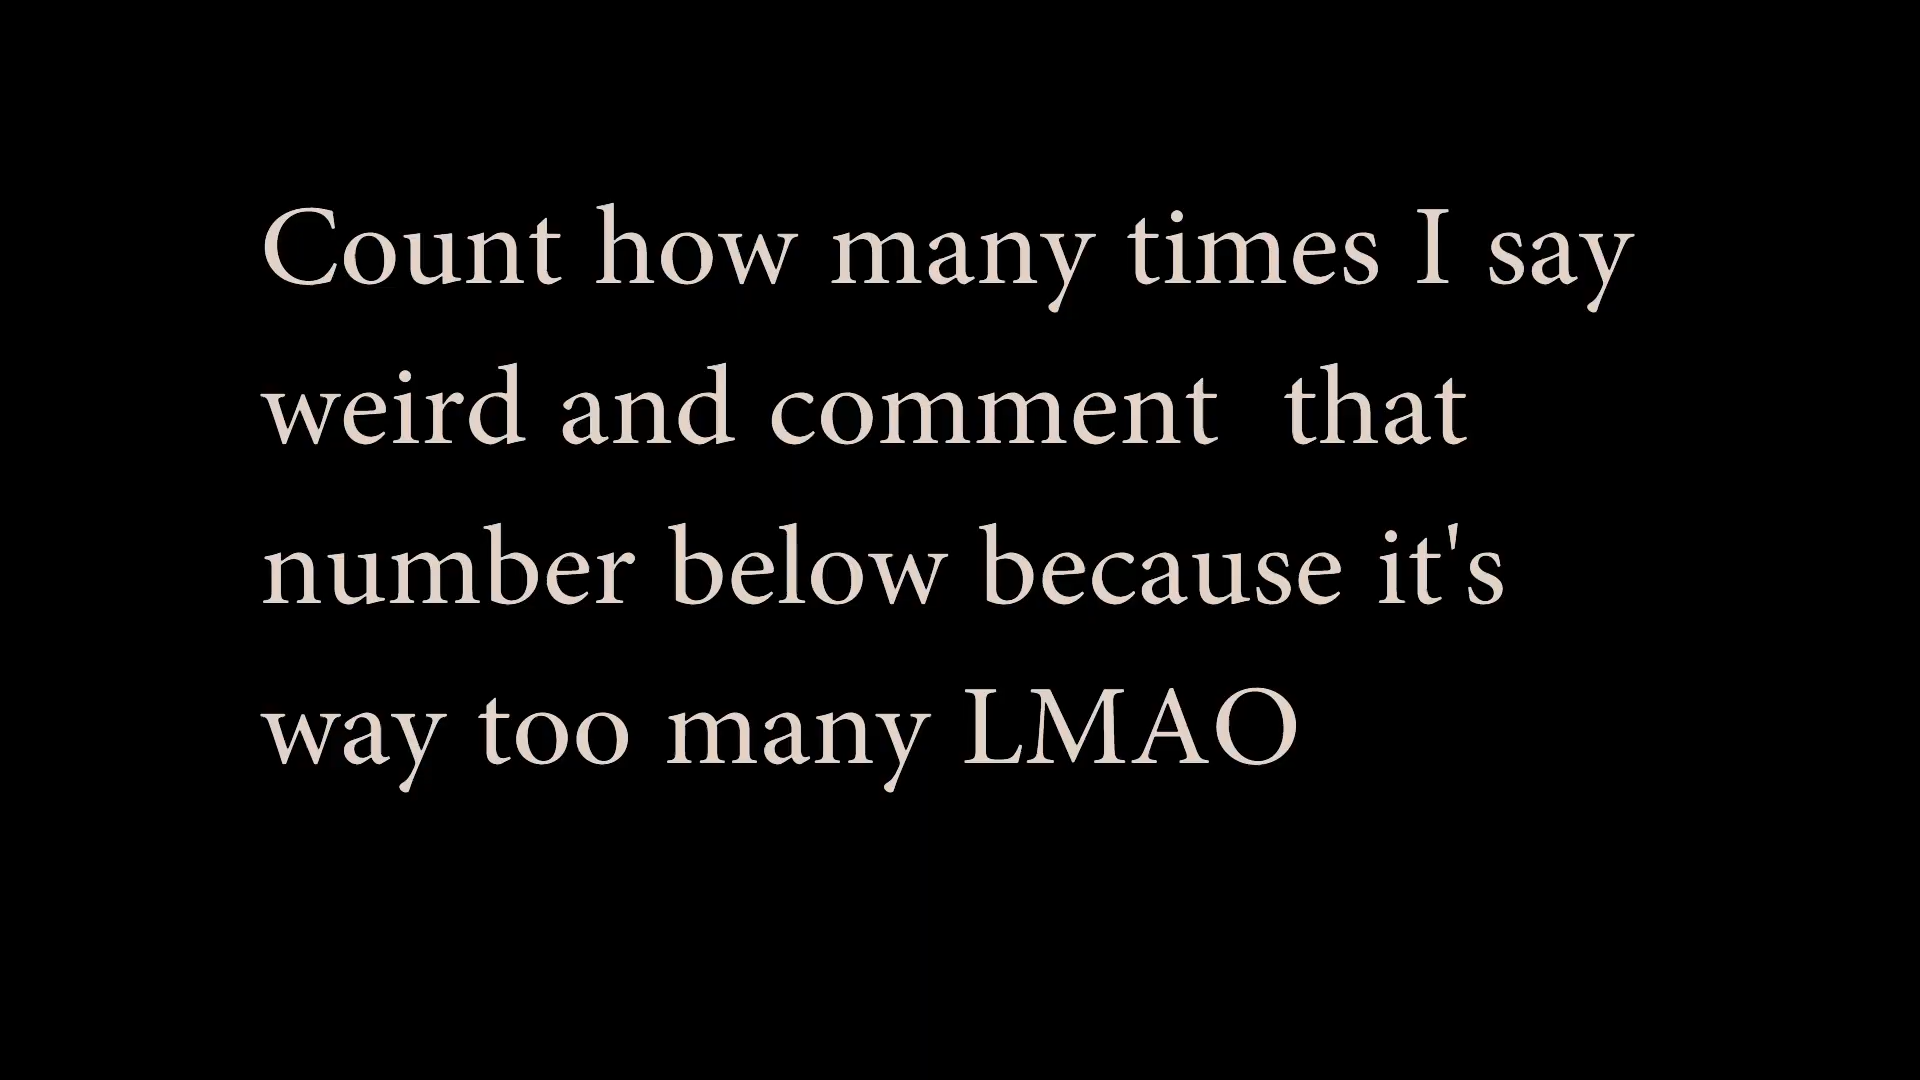 Count how many times I say
weird and comment  that
number below because it's
way too many LMAO